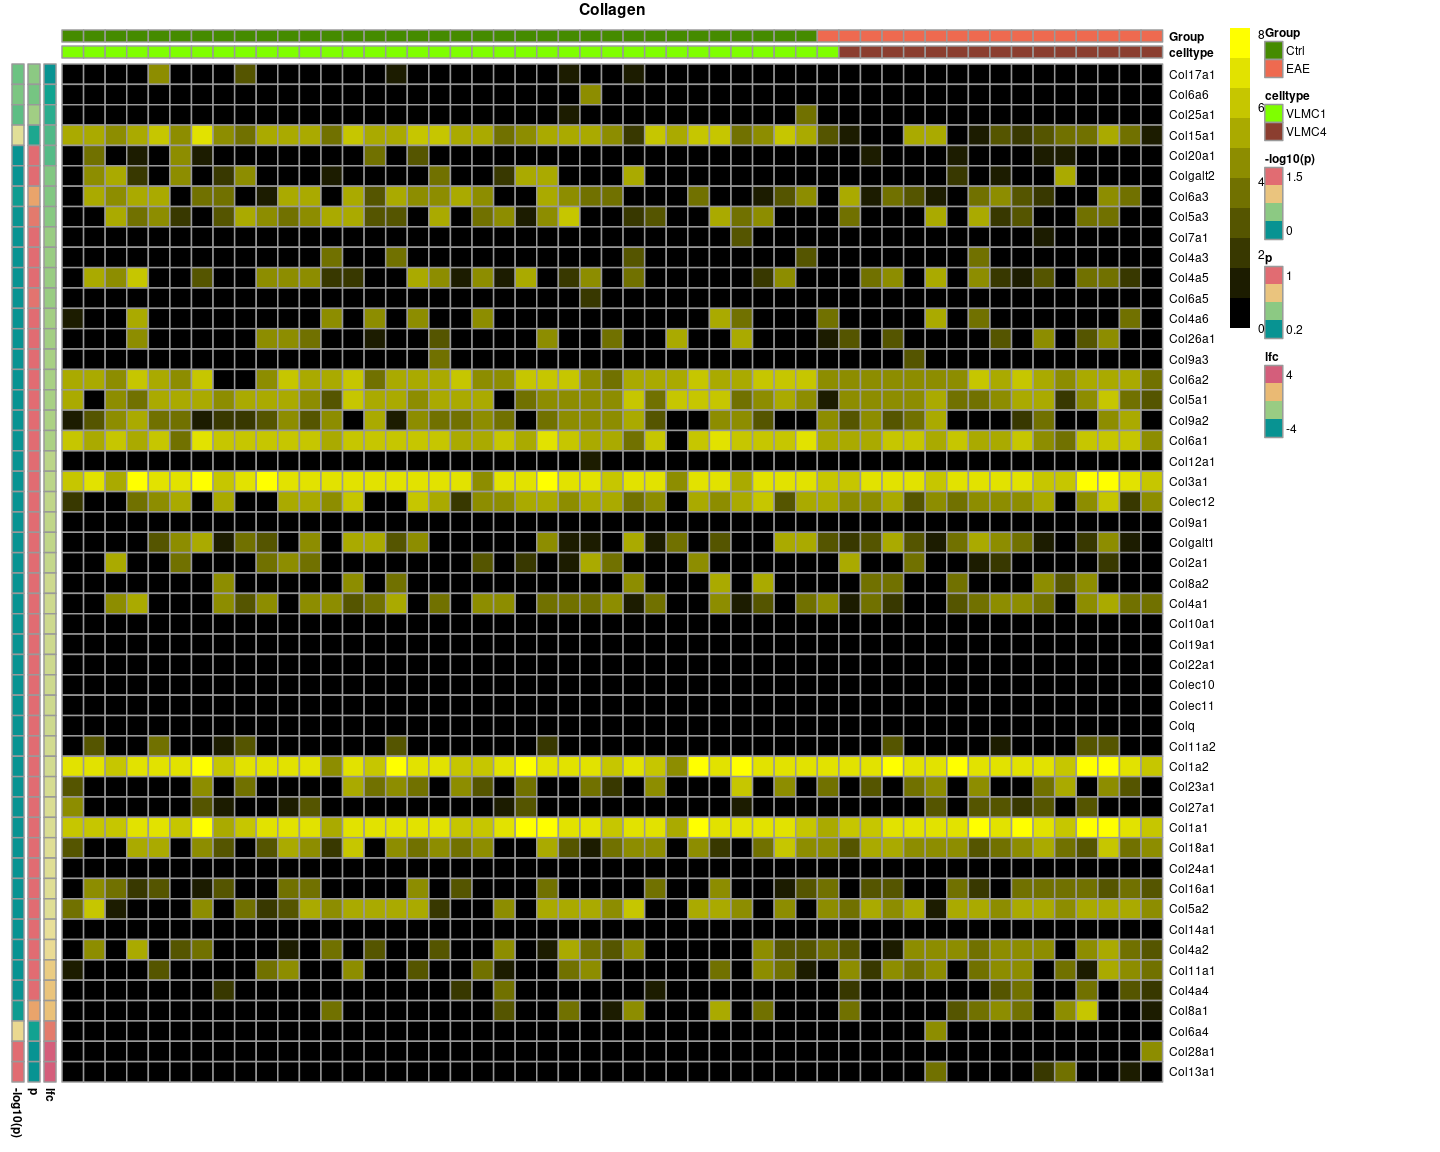 Collagen
Group
celltype
Col17a1
Col6a6
Col25a1
Col15a1
Col20a1
Colgalt2
Col6a3
Col5a3
Col7a1
Col4a3
Col4a5
Col6a5
Col4a6
Col26a1
Col9a3
Col6a2
Col5a1
Col9a2
Col6a1
Col12a1
Col3a1
Colec12
Col9a1
Colgalt1
Col2a1
Col8a2
Col4a1
Col10a1
Col19a1
Col22a1
Colec10
Colec11
Colq
Col11a2
Col1a2
Col23a1
Col27a1
Col1a1
Col18a1
Col24a1
Col16a1
Col5a2
Col14a1
Col4a2
Col11a1
Col4a4
Col8a1
Col6a4
Col28a1
Col13a1
-log10(p)
p
lfc
8
6
4
2
0
Group
Ctrl
EAE
celltype
VLMC1
VLMC4
-log10(p)
1.5
0
p
1
0.2
lfc
4
-4